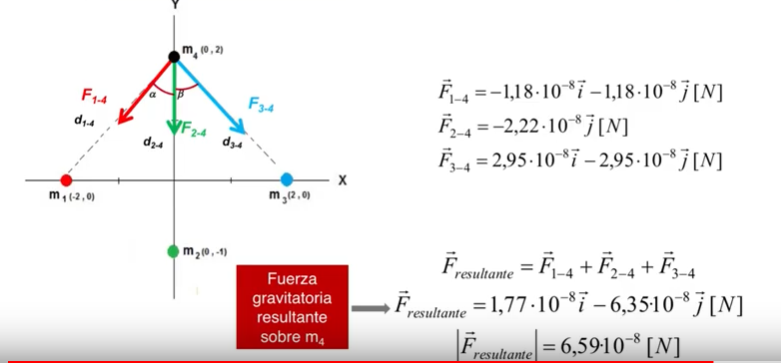 Y
m4 (0, 2)
F1-4
α
β
F3-4
d1-4
F2-4
d2-4
d3-4
X
m1 (-2, 0)
m3(2, 0)
m2(0, -1)
F⃗1−4 = −1,18·10⁻⁸ i⃗ −1,18·10⁻⁸ j⃗ [N]
F⃗2−4 = −2,22·10⁻⁸ j⃗ [N]
F⃗3−4 = 2,95·10⁻⁸ i⃗ − 2,95·10⁻⁸ j⃗ [N]
F⃗resultante = F⃗1−4 + F⃗2−4 + F⃗3−4
Fuerza
gravitatoria
resultante
sobre m4
F⃗resultante = 1,77·10⁻⁸ i⃗ − 6,35·10⁻⁸ j⃗ [N]
|F⃗resultante| = 6,59·10⁻⁸ [N]